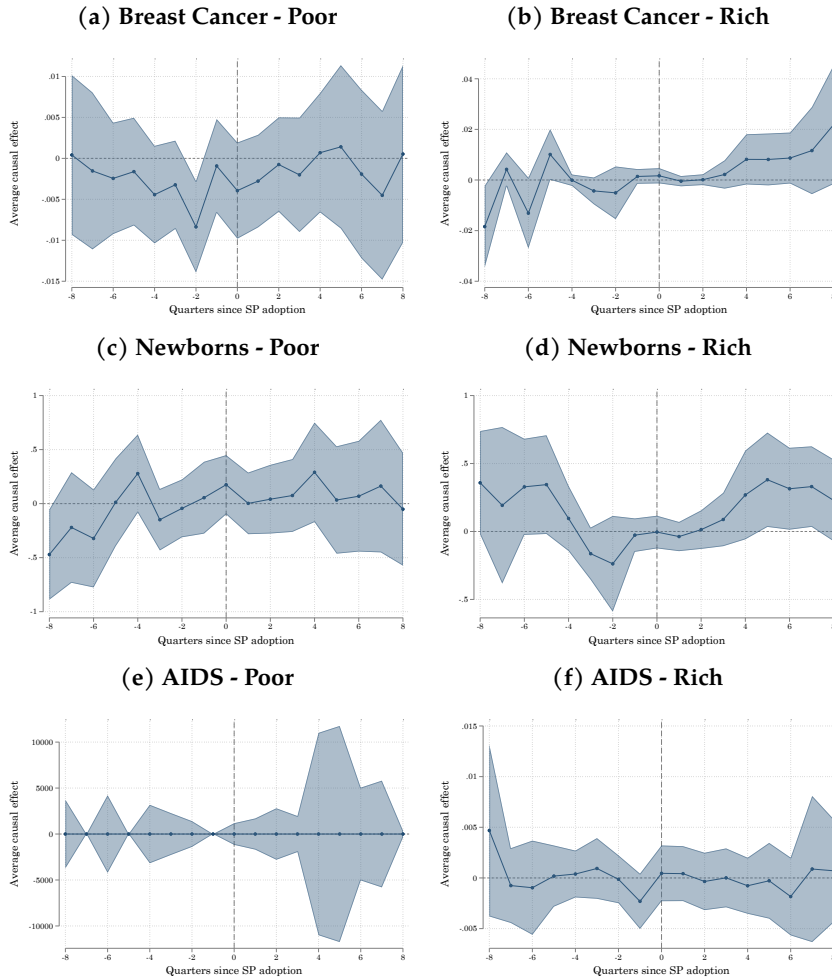 (a) Breast Cancer - Poor
.01
.005
0
-.005
-.01
-.015
Average causal effect
-8 -6 -4 -2 0 2 4 6 8
Quarters since SP adoption
(b) Breast Cancer - Rich
.04
.02
0
-.02
-.04
Average causal effect
-8 -6 -4 -2 0 2 4 6 8
Quarters since SP adoption
(c) Newborns - Poor
1
.5
0
-.5
-1
Average causal effect
-8 -6 -4 -2 0 2 4 6 8
Quarters since SP adoption
(d) Newborns - Rich
1
.5
0
-.5
Average causal effect
-8 -6 -4 -2 0 2 4 6 8
Quarters since SP adoption
(e) AIDS - Poor
10000
5000
0
-5000
-10000
Average causal effect
-8 -6 -4 -2 0 2 4 6 8
Quarters since SP adoption
(f) AIDS - Rich
.015
.01
.005
0
-.005
Average causal effect
-8 -6 -4 -2 0 2 4 6 8
Quarters since SP adoption